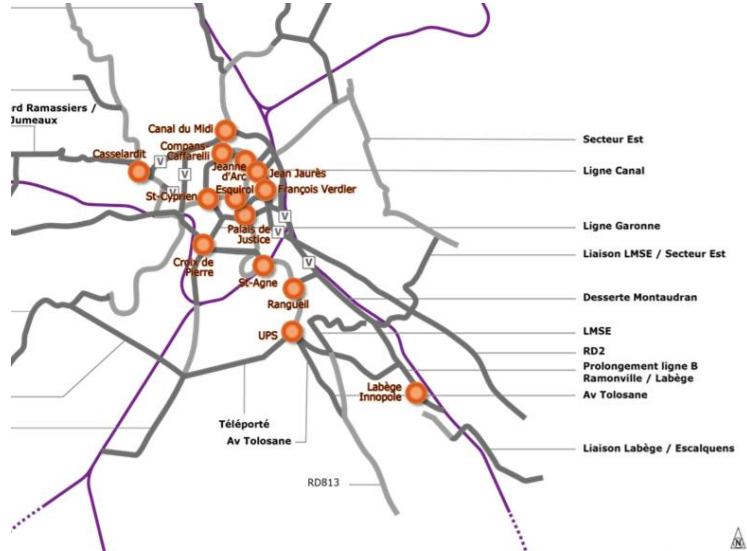 rd Ramassiers /
Jumeaux
Canal du Midi
Compans-
Caffarelli
Casselardit
V
V
V
Jeanne
d'Arc
Jean Jaurès
St-Cyprien
Esquirol
François Verdier
V
V
V
Palais de
Justice
Croix de
Pierre
St-Agne
Rangueil
UPS
Labège
Innopole
Téléporté
Av Tolosane
RD813
Secteur Est
Ligne Canal
Ligne Garonne
Liaison LMSE / Secteur Est
Desserte Montaudran
LMSE
RD2
Prolongement ligne B
Ramonville / Labège
Av Tolosane
Liaison Labège / Escalquens
N